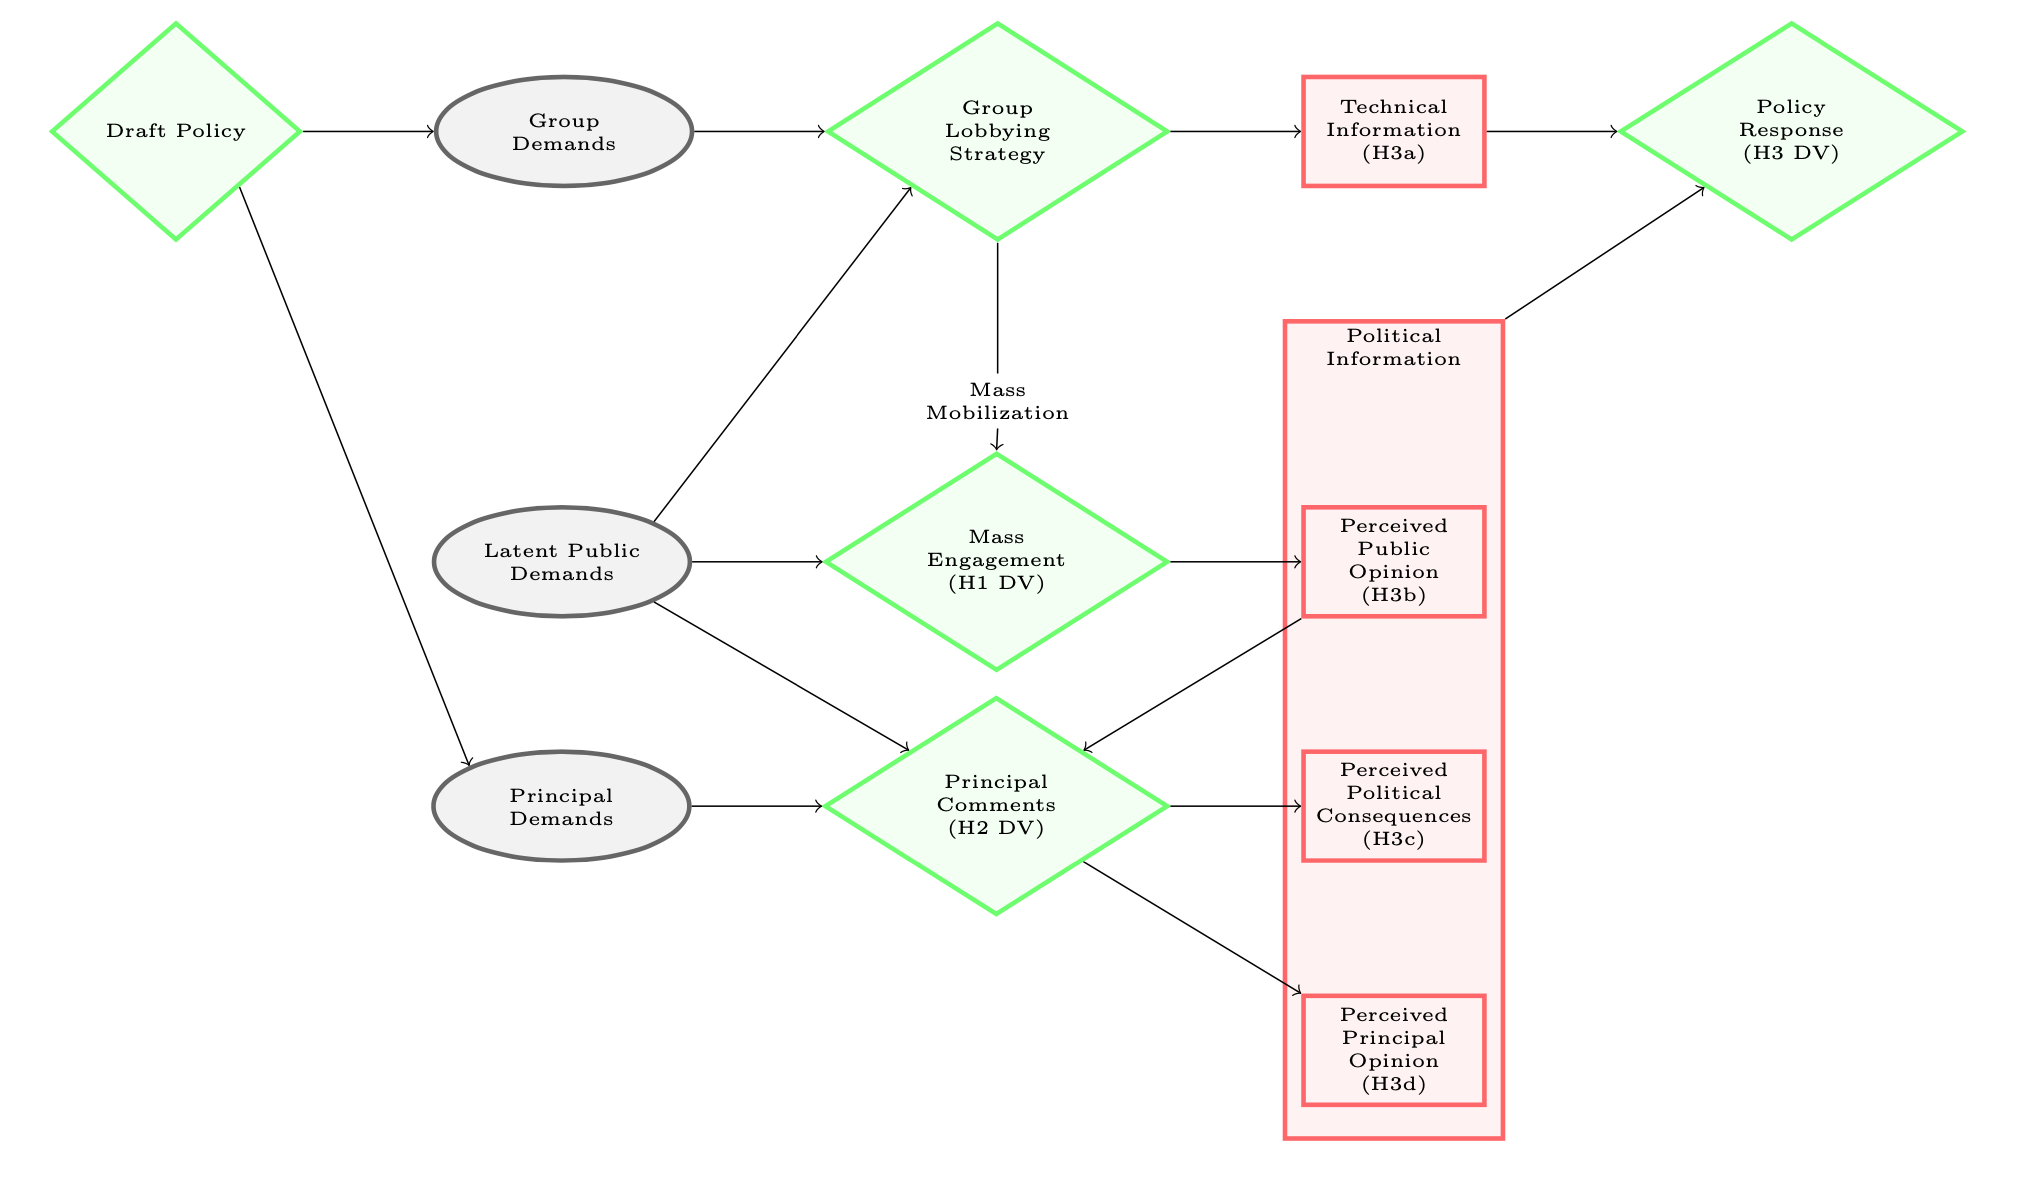 Draft Policy
Group
Demands
Group
Lobbying
Strategy
Technical
Information
(H3a)
Policy
Response
(H3 DV)
Political
Information
Mass
Mobilization
Latent Public
Demands
Mass
Engagement
(H1 DV)
Perceived
Public
Opinion
(H3b)
Principal
Demands
Principal
Comments
(H2 DV)
Perceived
Political
Consequences
(H3c)
Perceived
Principal
Opinion
(H3d)